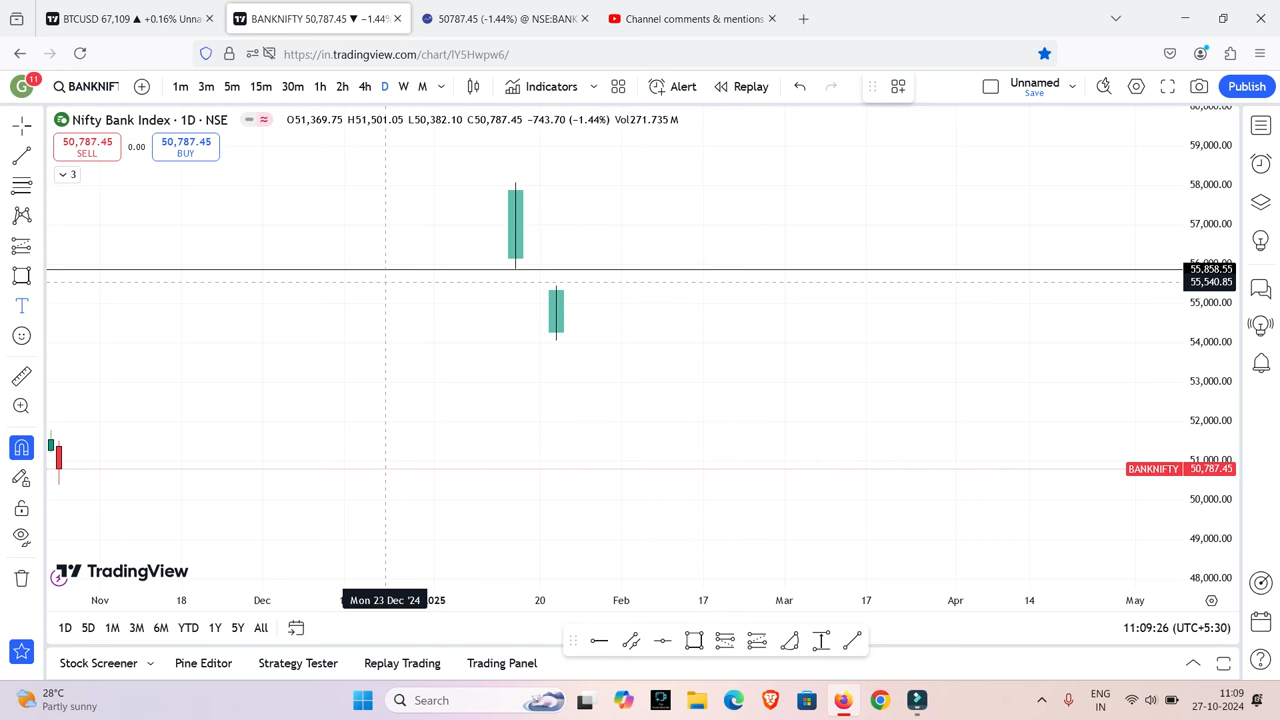 BTCUSD 67,109 ▲ +0.16% Unna
BANKNIFTY 50,787.45 ▼ −1.44%
50787.45 (-1.44%) @ NSE:BANK
Channel comments & mentions
https://in.tradingview.com/chart/lY5Hwpw6/
G
11
BANKNIFT
1m 3m 5m 15m 30m 1h 2h 4h D W M
Indicators
Alert
Replay
Unnamed
Save
Publish
Nifty Bank Index · 1D · NSE
O51,369.75 H51,501.05 L50,382.10 C50,787.45 −743.70 (−1.44%) Vol271.735 M
50,787.45
SELL
0.00
50,787.45
BUY
3
60,000.00
59,000.00
58,000.00
57,000.00
56,000.00
55,858.55
55,540.85
55,000.00
54,000.00
53,000.00
52,000.00
51,000.00
BANKNIFTY 50,787.45
50,000.00
49,000.00
48,000.00
TradingView
Nov 18 Dec Mon 23 Dec '24 2025 20 Feb 17 Mar 17 Apr 14 May
1D 5D 1M 3M 6M YTD 1Y 5Y All
11:09:26 (UTC+5:30)
Stock Screener Pine Editor Strategy Tester Replay Trading Trading Panel
28°C
Partly sunny
Search
ENG
IN
11:09
27-10-2024